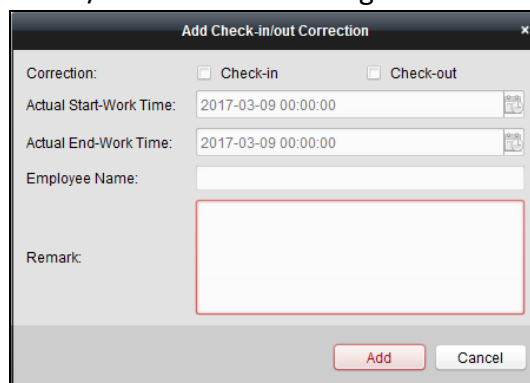 Add Check-in/out Correction ×
Correction: Check-in Check-out
Actual Start-Work Time: 2017-03-09 00:00:00
Actual End-Work Time: 2017-03-09 00:00:00
Employee Name:
Remark:
Add Cancel